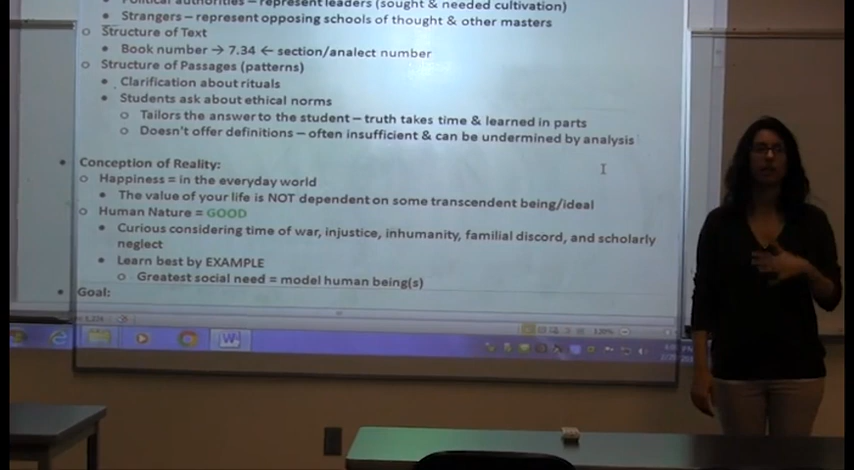 Political authorities – represent leaders (sought & needed cultivation)
Strangers – represent opposing schools of thought & other masters
Structure of Text
Book number → 7.34 ← section/analect number
Structure of Passages (patterns)
Clarification about rituals
Students ask about ethical norms
Tailors the answer to the student – truth takes time & learned in parts
Doesn't offer definitions – often insufficient & can be undermined by analysis
Conception of Reality:
Happiness = in the everyday world
The value of your life is NOT dependent on some transcendent being/ideal
Human Nature = GOOD
Curious considering time of war, injustice, inhumanity, familial discord, and scholarly
neglect
Learn best by EXAMPLE
Greatest social need = model human being(s)
Goal:
120%
W